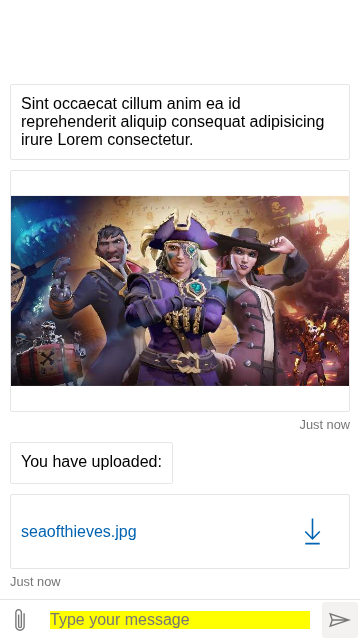 Sint occaecat cillum anim ea id
reprehenderit aliquip consequat adipisicing
irure Lorem consectetur.
Just now
You have uploaded:
seaofthieves.jpg
Just now
Type your message